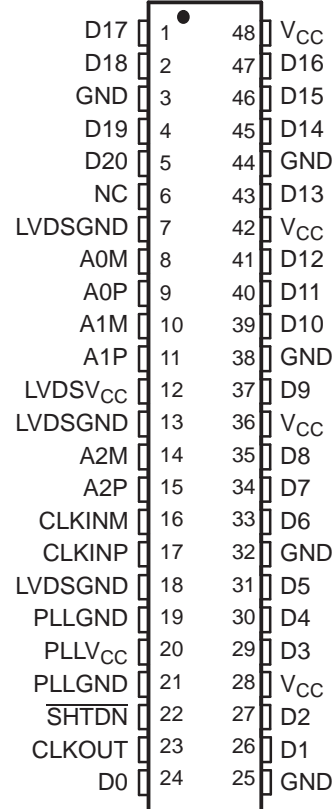 D17 1 48 VCC
D18 2 47 D16
GND 3 46 D15
D19 4 45 D14
D20 5 44 GND
NC 6 43 D13
LVDSGND 7 42 VCC
A0M 8 41 D12
A0P 9 40 D11
A1M 10 39 D10
A1P 11 38 GND
LVDSVCC 12 37 D9
LVDSGND 13 36 VCC
A2M 14 35 D8
A2P 15 34 D7
CLKINM 16 33 D6
CLKINP 17 32 GND
LVDSGND 18 31 D5
PLLGND 19 30 D4
PLLVCC 20 29 D3
PLLGND 21 28 VCC
SHTDN 22 27 D2
CLKOUT 23 26 D1
D0 24 25 GND